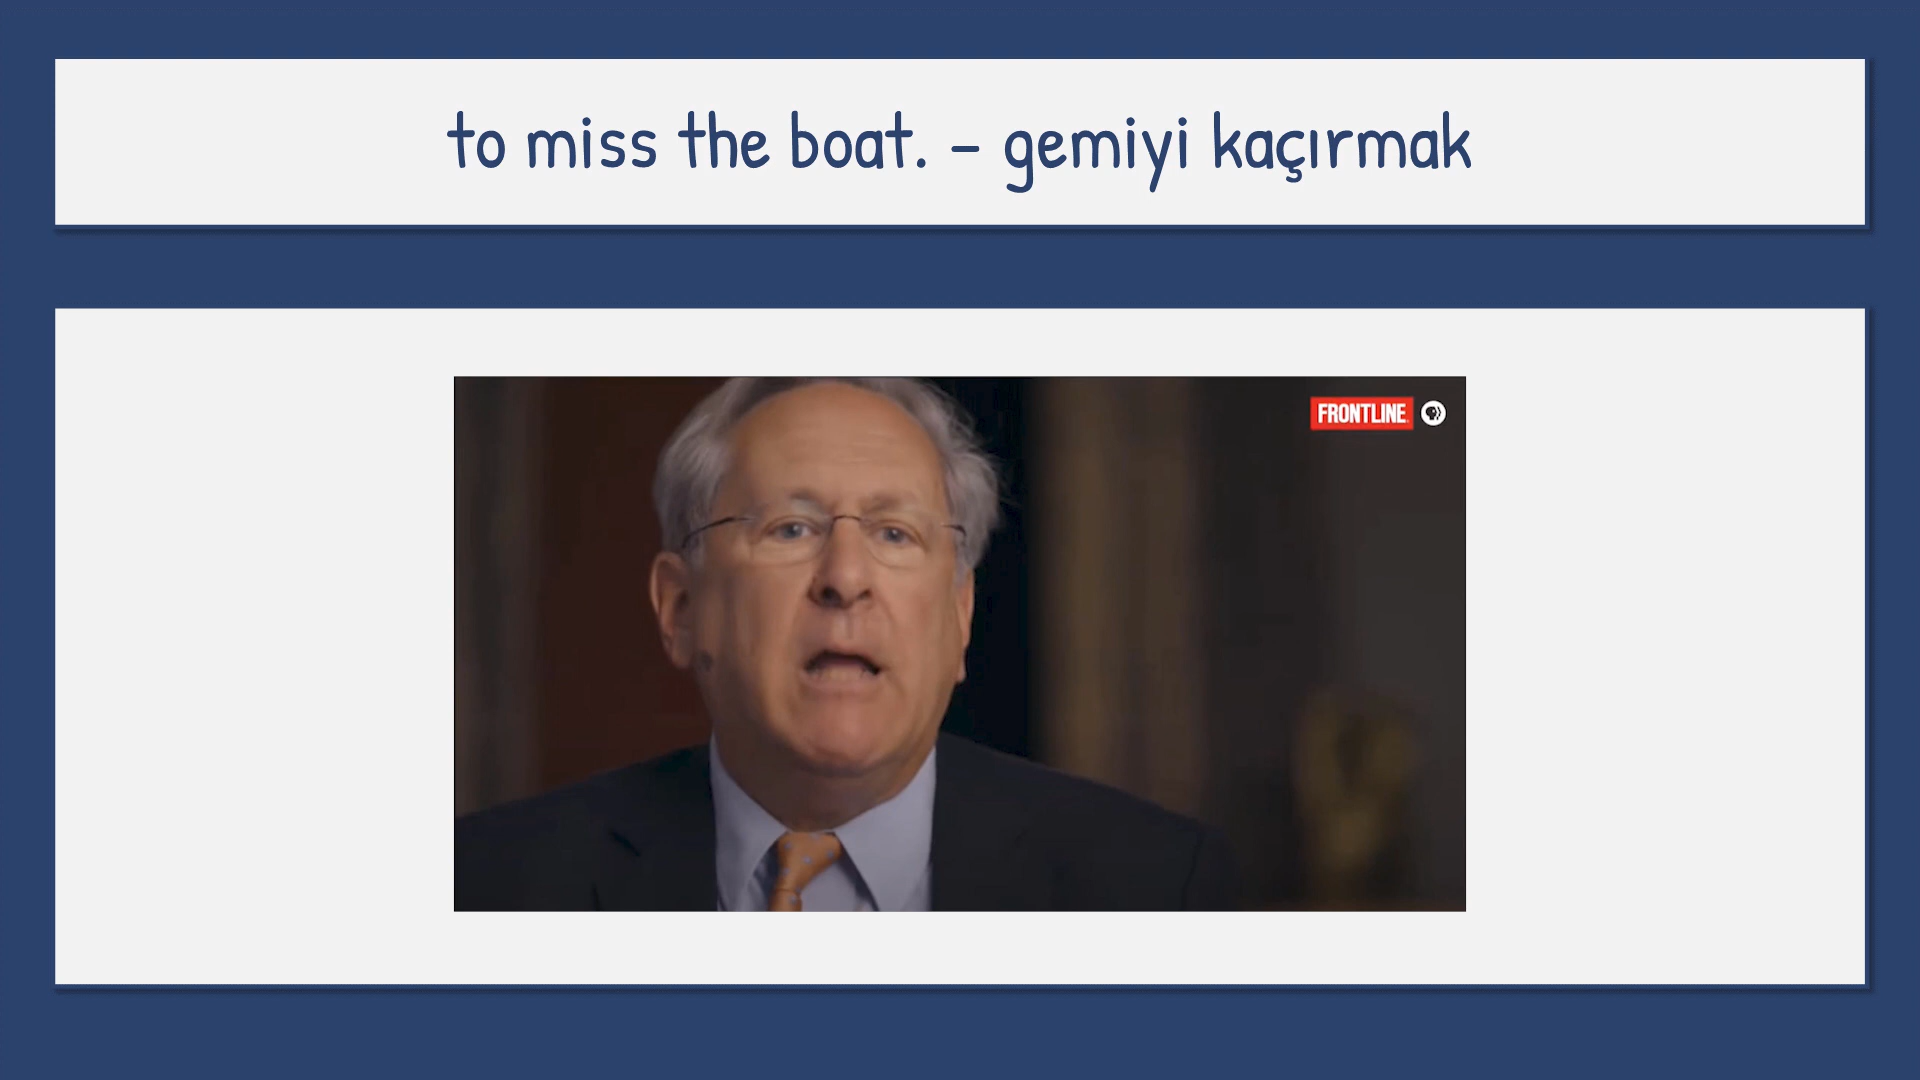 to miss the boat. – gemiyi kaçırmak
FRONTLINE